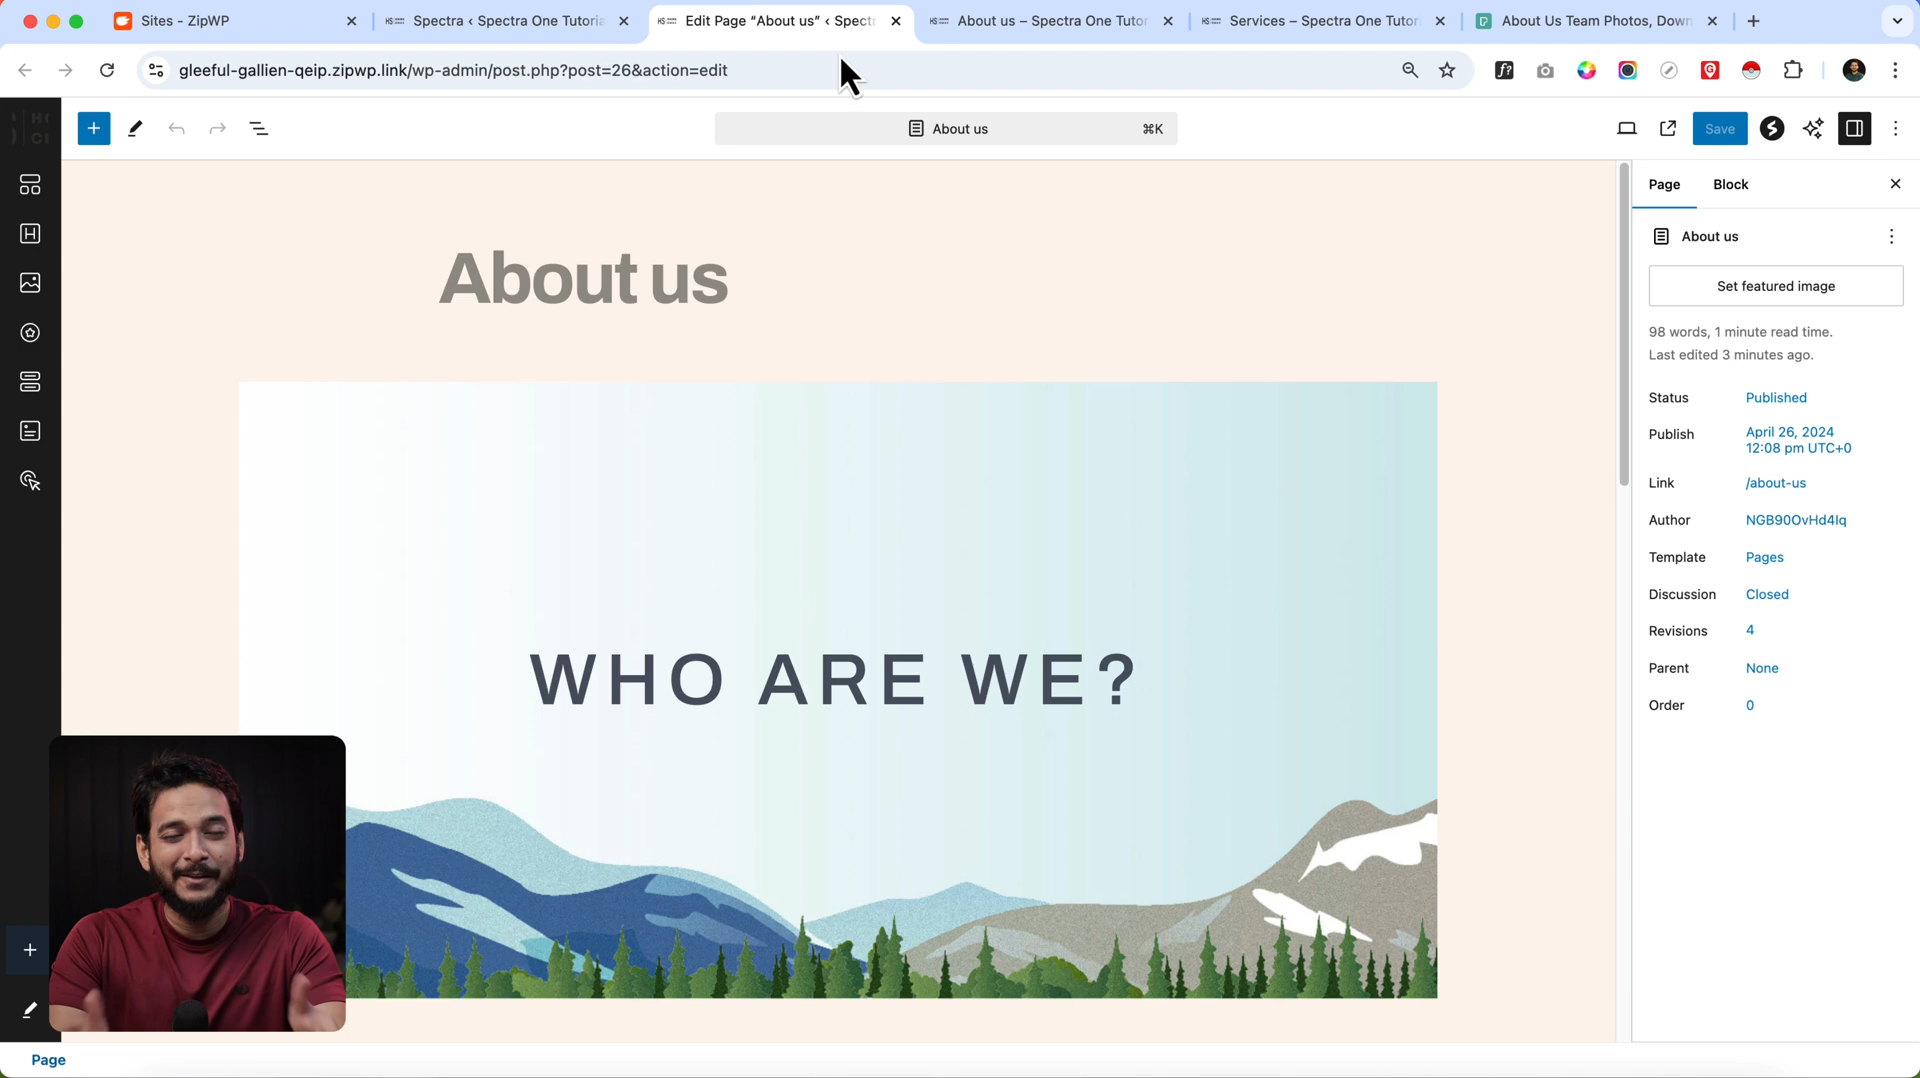 Sites - ZipWP
Spectra ‹ Spectra One Tutoria
Edit Page “About us” ‹ Spectr
About us – Spectra One Tutor
Services – Spectra One Tutor
About Us Team Photos, Down
gleeful-gallien-qeip.zipwp.link/wp-admin/post.php?post=26&action=edit
About us
⌘K
Save
Page
Block
About us
About us
Set featured image
98 words, 1 minute read time.
Last edited 3 minutes ago.
Status
Published
Publish
April 26, 2024
12:08 pm UTC+0
Link
/about-us
Author
NGB90OvHd4Iq
Template
Pages
Discussion
Closed
Revisions
4
Parent
None
Order
0
WHO ARE WE?
Page